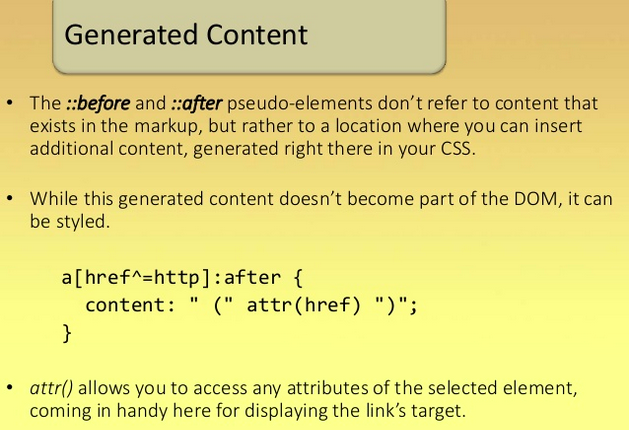 Generated Content
• The ::before and ::after pseudo-elements don't refer to content that
exists in the markup, but rather to a location where you can insert
additional content, generated right there in your CSS.
• While this generated content doesn't become part of the DOM, it can
be styled.
a[href^=http]:after {
content: " (" attr(href) ")";
}
• attr() allows you to access any attributes of the selected element,
coming in handy here for displaying the link's target.